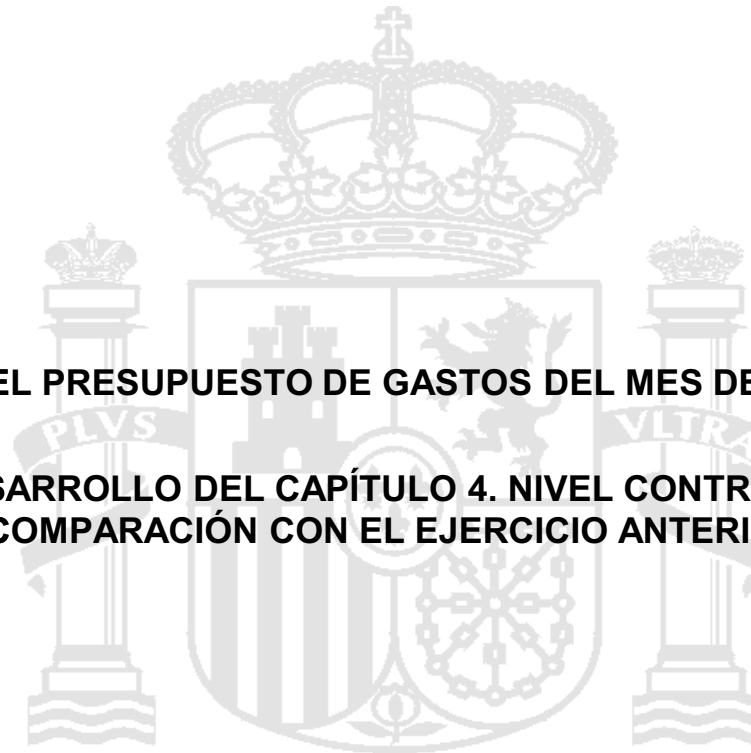 EL PRESUPUESTO DE GASTOS DEL MES DE
PLVS VLTRA
SARROLLO DEL CAPÍTULO 4. NIVEL CONTR
COMPARACIÓN CON EL EJERCICIO ANTERI